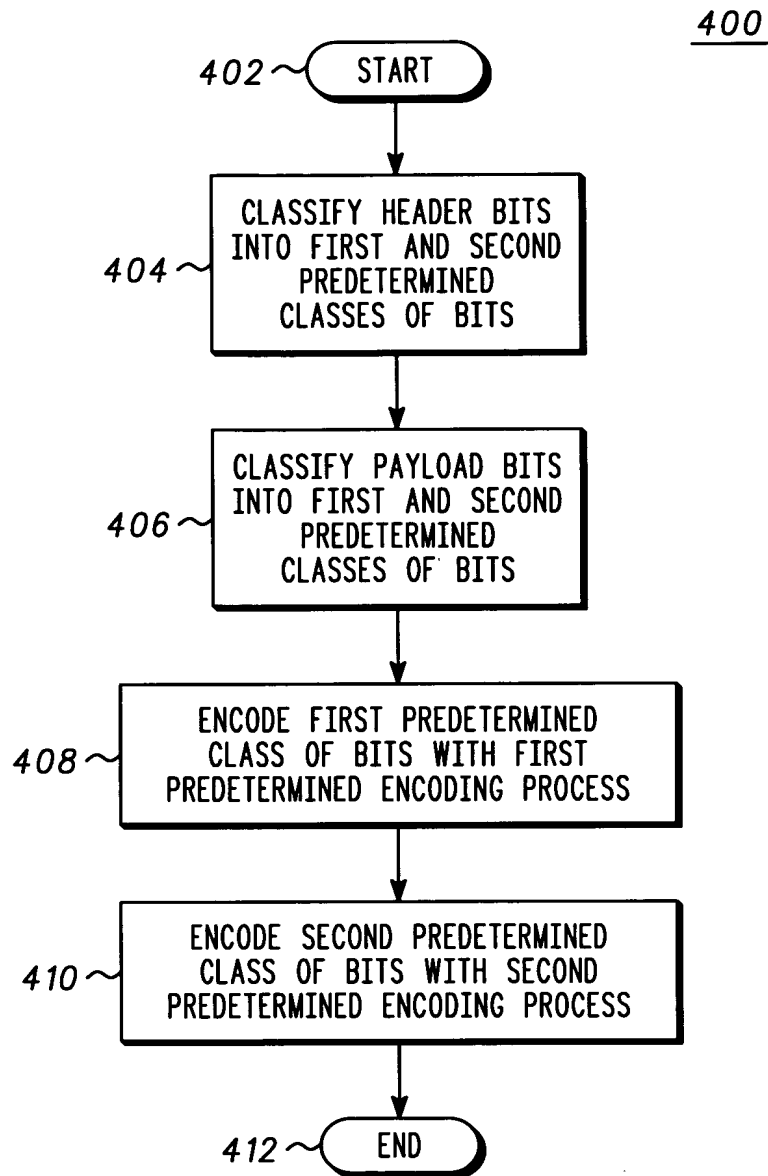 400
402
START
CLASSIFY HEADER BITS
INTO FIRST AND SECOND
404
PREDETERMINED
CLASSES OF BITS
CLASSIFY PAYLOAD BITS
INTO FIRST AND SECOND
406
PREDETERMINED
CLASSES OF BITS
ENCODE FIRST PREDETERMINED
408
CLASS OF BITS WITH FIRST
PREDETERMINED ENCODING PROCESS
ENCODE SECOND PREDETERMINED
410
CLASS OF BITS WITH SECOND
PREDETERMINED ENCODING PROCESS
412
END